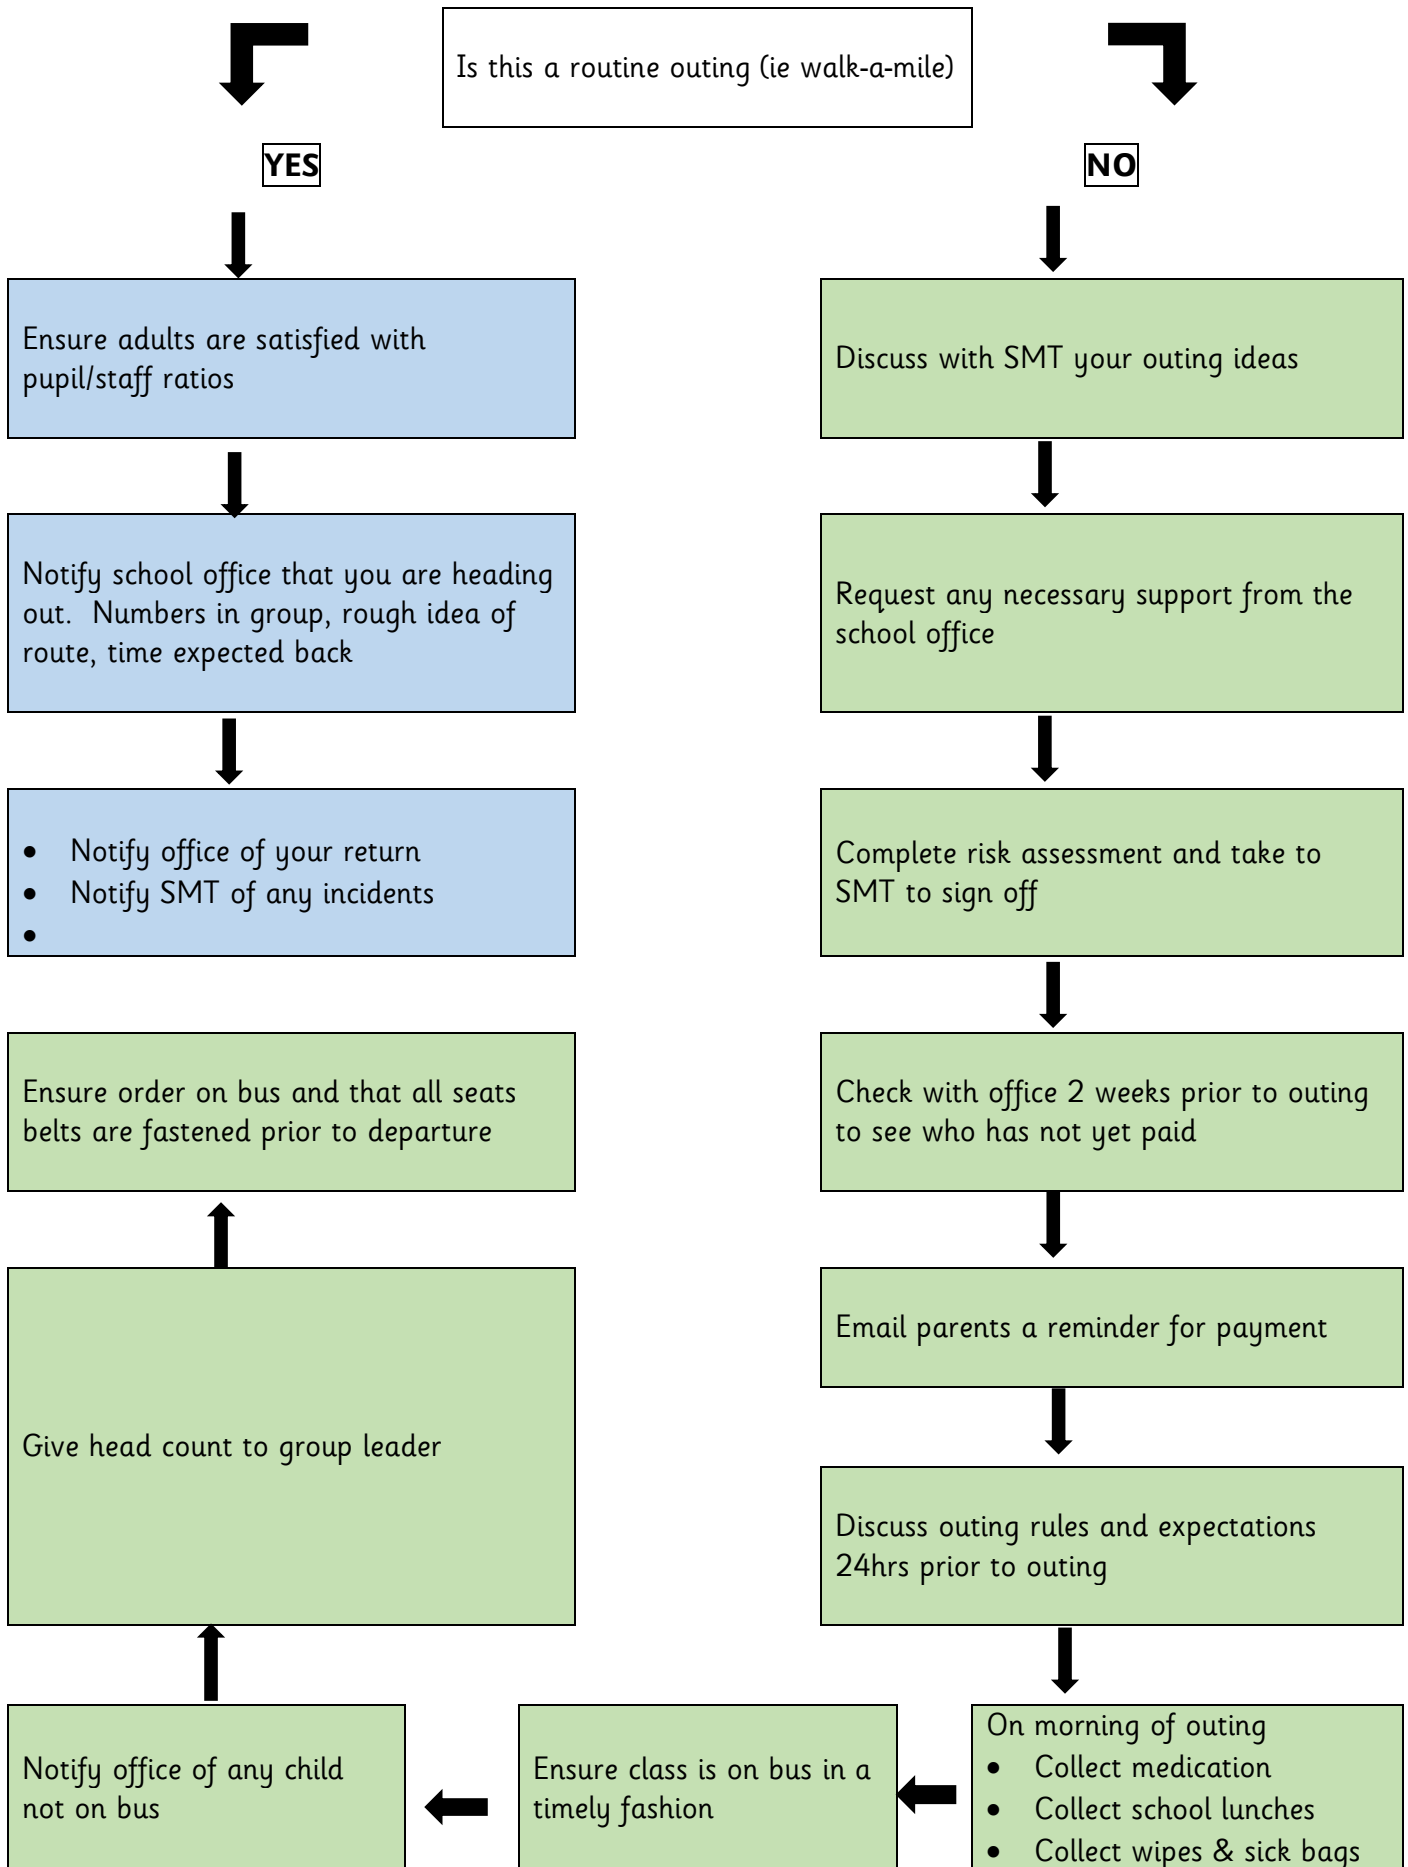 Is this a routine outing (ie walk-a-mile)
YES
NO
Ensure adults are satisfied with
pupil/staff ratios
Notify school office that you are heading
out.  Numbers in group, rough idea of
route, time expected back
• Notify office of your return
• Notify SMT of any incidents
•
Discuss with SMT your outing ideas
Request any necessary support from the
school office
Complete risk assessment and take to
SMT to sign off
Check with office 2 weeks prior to outing
to see who has not yet paid
Email parents a reminder for payment
Discuss outing rules and expectations
24hrs prior to outing
On morning of outing
• Collect medication
• Collect school lunches
• Collect wipes & sick bags
Ensure class is on bus in a
timely fashion
Notify office of any child
not on bus
Give head count to group leader
Ensure order on bus and that all seats
belts are fastened prior to departure